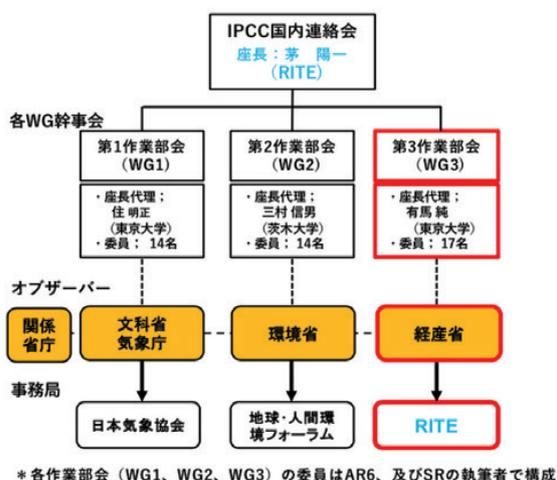 IPCC国内連絡会
座長：茅　陽一
（RITE）
各WG幹事会
第1作業部会
（WG1）
第2作業部会
（WG2）
第3作業部会
（WG3）
・座長代理；
住 明正
（東京大学）
・委員； 14名
・座長代理；
三村 信男
（茨木大学）
・委員； 14名
・座長代理；
有馬 純
（東京大学）
・委員； 17名
オブザーバー
関係
省庁
文科省
気象庁
環境省
経産省
事務局
日本気象協会
地球・人間環
境フォーラム
RITE
＊各作業部会（WG1、WG2、WG3）の委員はAR6、及びSRの執筆者で構成